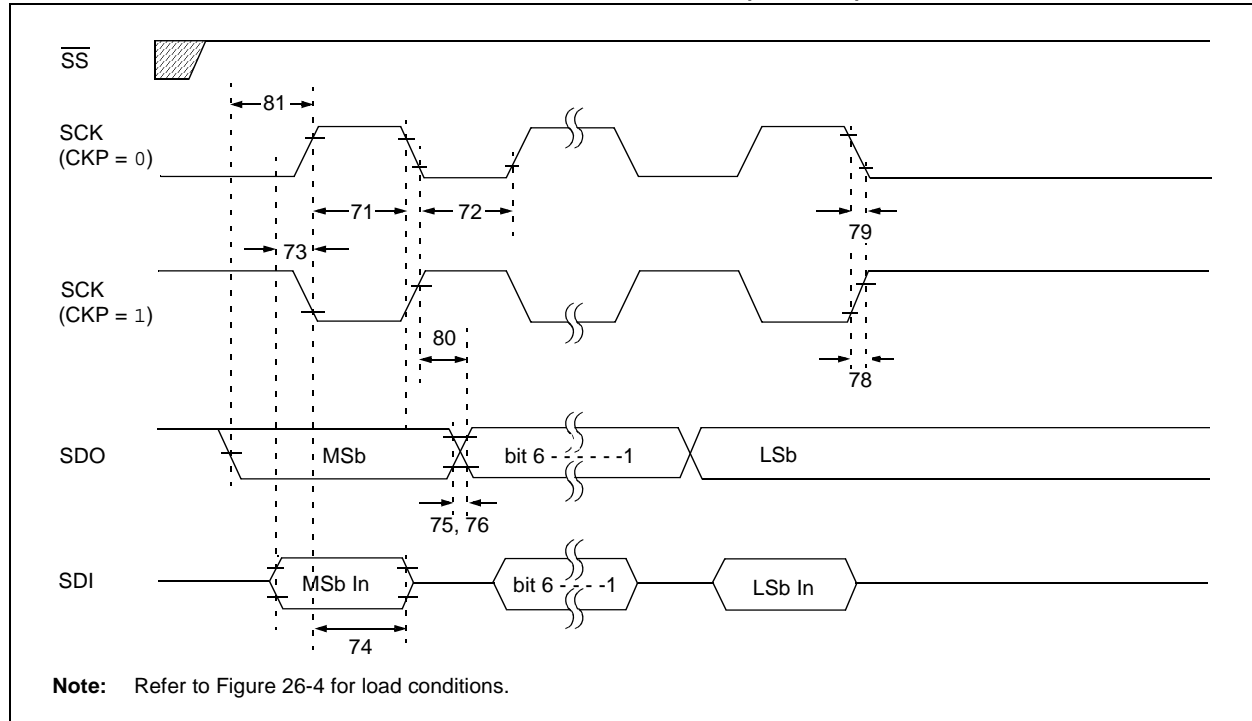 SS
81
SCK
(CKP = 0)
71
72
79
73
SCK
(CKP = 1)
80
78
SDO
MSb
bit 6 - - - - - -1
LSb
75, 76
SDI
MSb In
bit 6 - - - - -1
LSb In
74
Note: Refer to Figure 26-4 for load conditions.